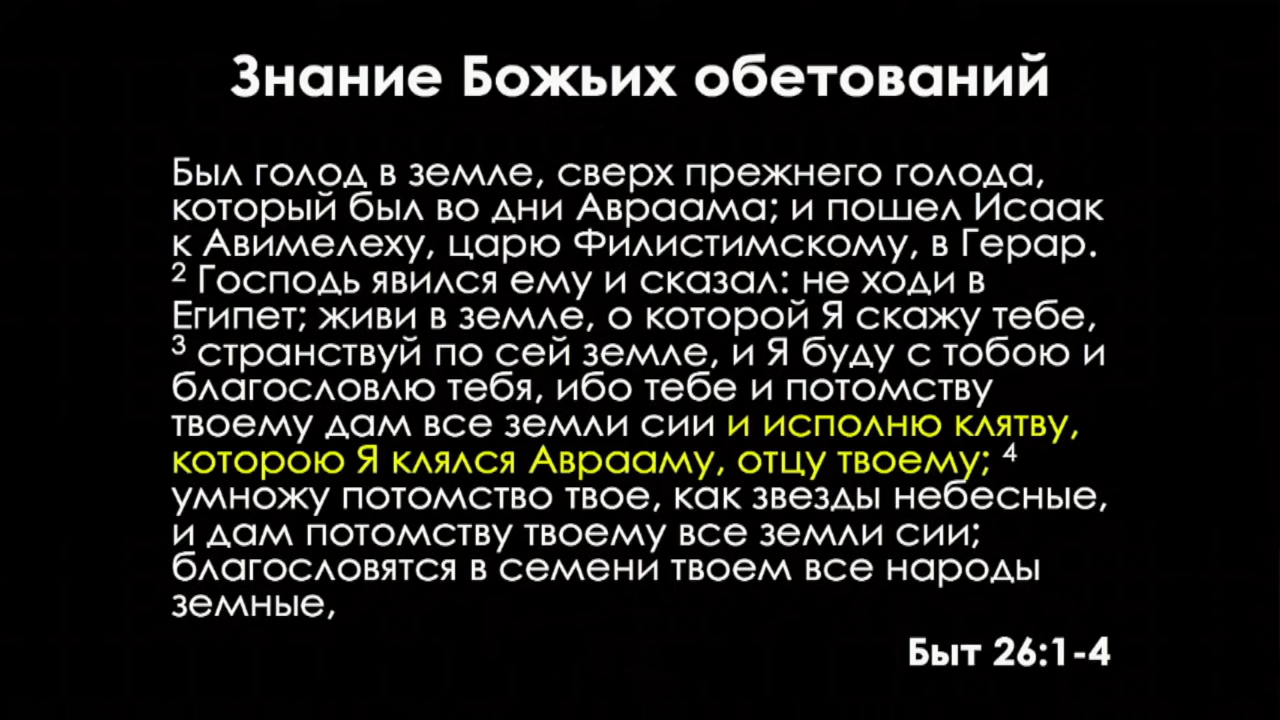 Знание Божьих обетований
Был голод в земле, сверх прежнего голода,
который был во дни Авраама; и пошел Исаак
к Авимелеху, царю Филистимскому, в Герар.
2 Господь явился ему и сказал: не ходи в
Египет; живи в земле, о которой Я скажу тебе,
3 странствуй по сей земле, и Я буду с тобою и
благословлю тебя, ибо тебе и потомству
твоему дам все земли сии и исполню клятву,
которою Я клялся Аврааму, отцу твоему; 4
умножу потомство твое, как звезды небесные,
и дам потомству твоему все земли сии;
благословятся в семени твоем все народы
земные,
Быт 26:1-4